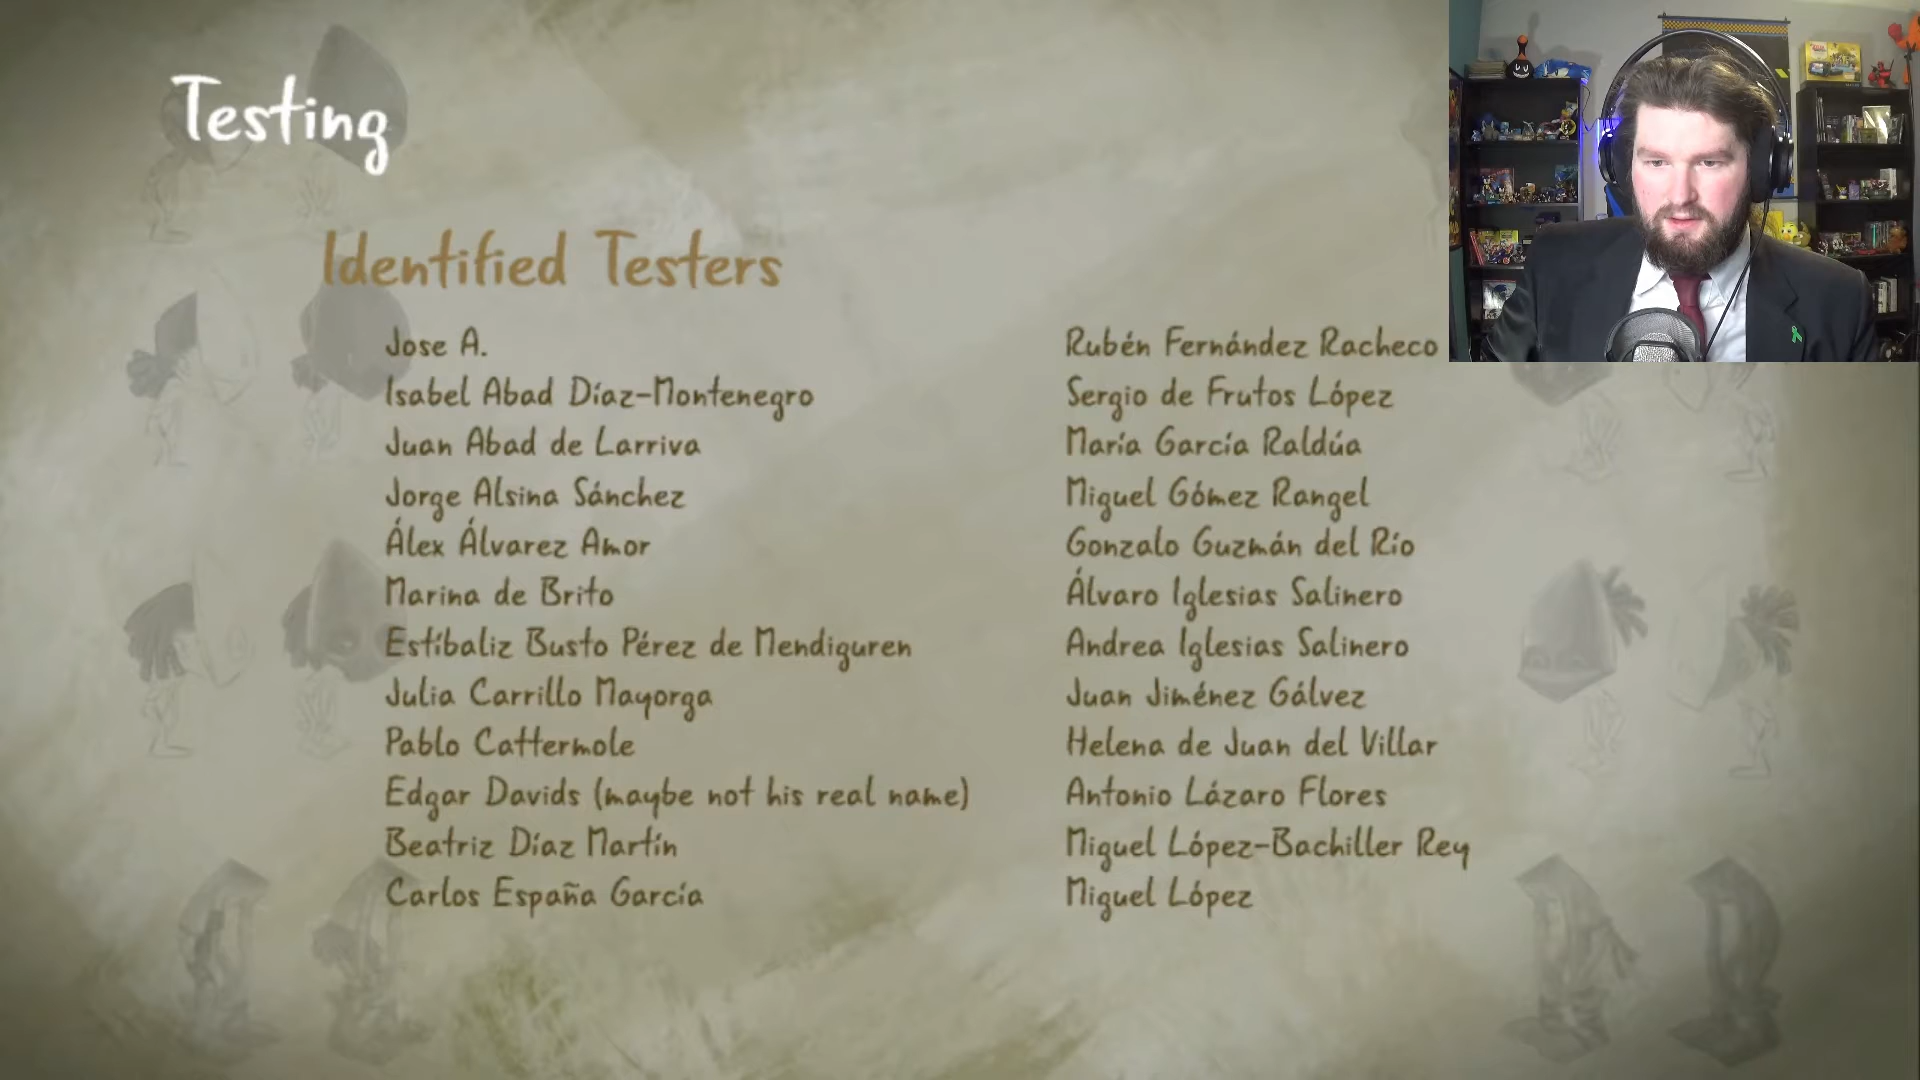 Testing
Identified Testers
Jose A.
Isabel Abad Díaz-Montenegro
Juan Abad de Larriva
Jorge Alsina Sánchez
Álex Álvarez Amor
Marina de Brito
Estíbaliz Busto Pérez de Mendiguren
Julia Carrillo Mayorga
Pablo Cattermole
Edgar Davids (maybe not his real name)
Beatriz Díaz Martín
Carlos España García
Rubén Fernández Racheco
Sergio de Frutos López
María García Raldúa
Miguel Gómez Rangel
Gonzalo Guzmán del Río
Álvaro Iglesias Salinero
Andrea Iglesias Salinero
Juan Jiménez Gálvez
Helena de Juan del Villar
Antonio Lázaro Flores
Miguel López-Bachiller Rey
Miguel López